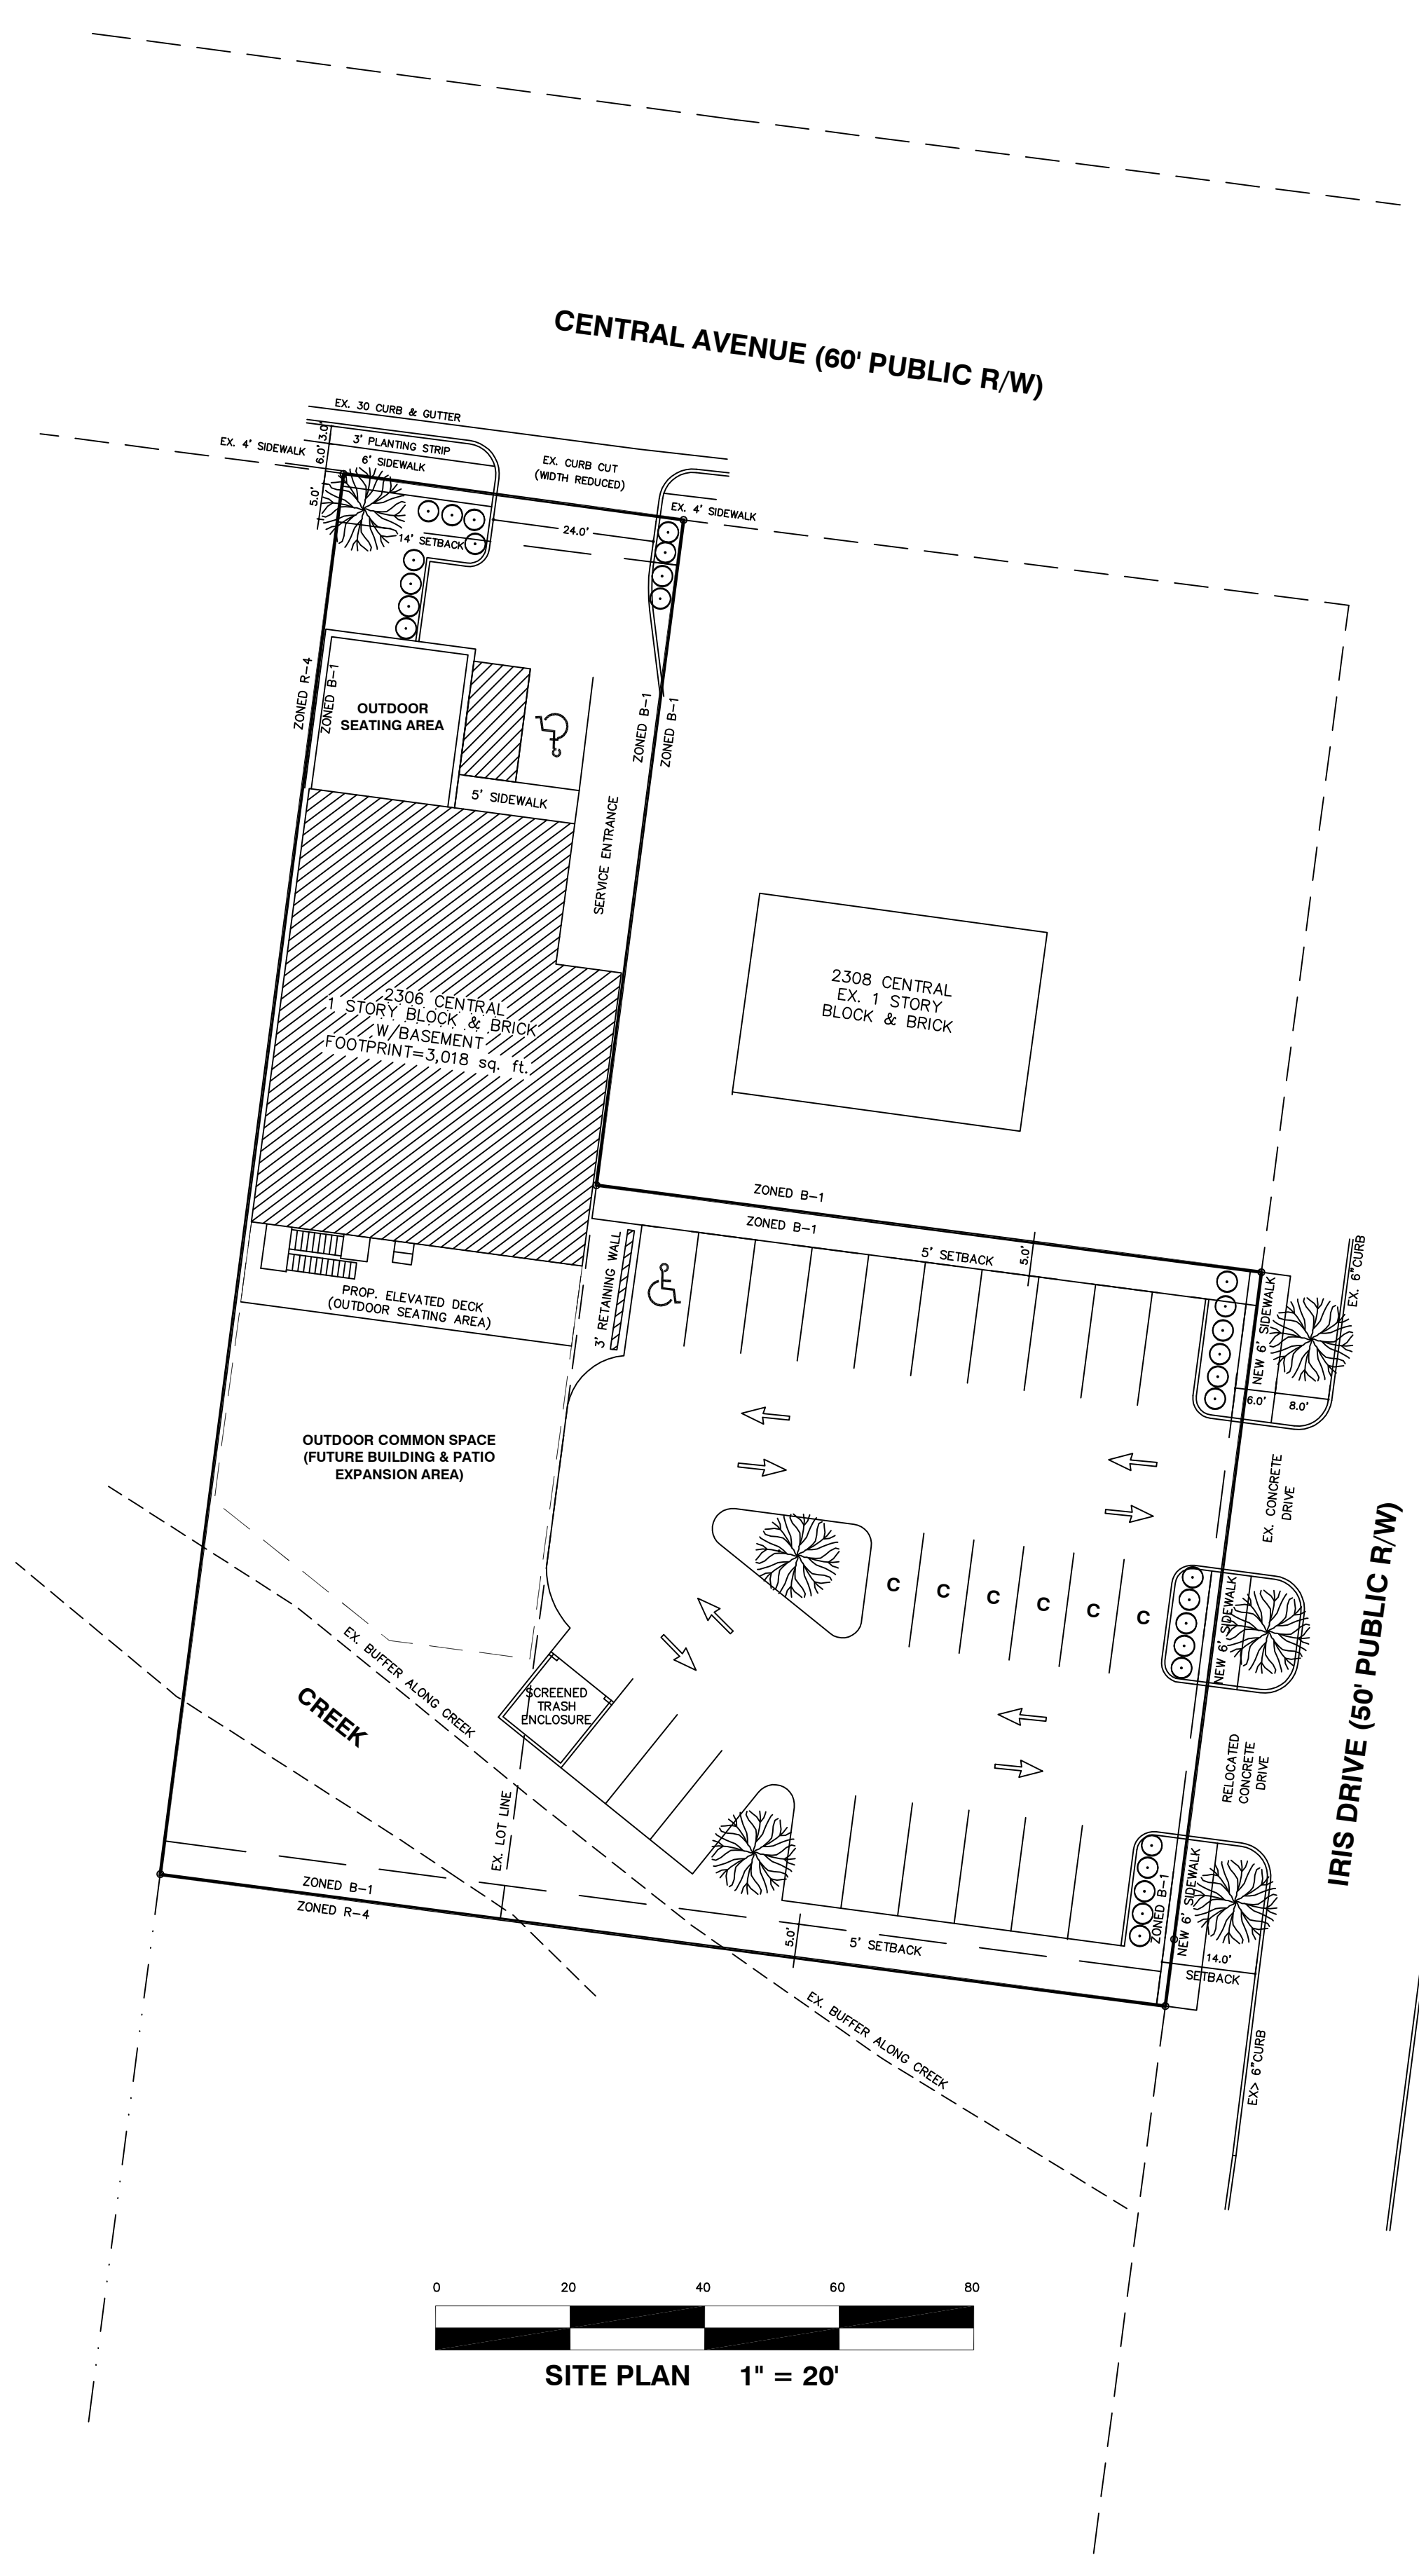 CENTRAL AVENUE (60' PUBLIC R/W)
EX. 30 CURB & GUTTER
3' PLANTING STRIP
EX. 4' SIDEWALK
6' SIDEWALK
3.0'
6.0'
5.0'
EX. CURB CUT
(WIDTH REDUCED)
EX. 4' SIDEWALK
24.0'
14' SETBACK
ZONED R-4
ZONED B-1
OUTDOOR
SEATING AREA
ZONED B-1
ZONED B-1
5' SIDEWALK
SERVICE ENTRANCE
2306 CENTRAL
1 STORY BLOCK & BRICK
W/BASEMENT
FOOTPRINT=3,018 sq. ft.
2308 CENTRAL
EX. 1 STORY
BLOCK & BRICK
ZONED B-1
ZONED B-1
5' SETBACK
5.0'
3' RETAINING WALL
PROP. ELEVATED DECK
(OUTDOOR SEATING AREA)
NEW 6' SIDEWALK
EX. 6"CURB
6.0'
8.0'
OUTDOOR COMMON SPACE
(FUTURE BUILDING & PATIO
EXPANSION AREA)
EX. CONCRETE
DRIVE
C C C C C C
NEW 6' SIDEWALK
IRIS DRIVE (50' PUBLIC R/W)
EX. BUFFER ALONG CREEK
CREEK
SCREENED
TRASH
ENCLOSURE
RELOCATED
CONCRETE
DRIVE
EX. LOT LINE
ZONED B-1
ZONED R-4
5.0'
5' SETBACK
ZONED B-1
NEW 6' SIDEWALK
14.0'
SETBACK
EX. BUFFER ALONG CREEK
EX> 6"CURB
0 20 40 60 80
SITE PLAN 1" = 20'